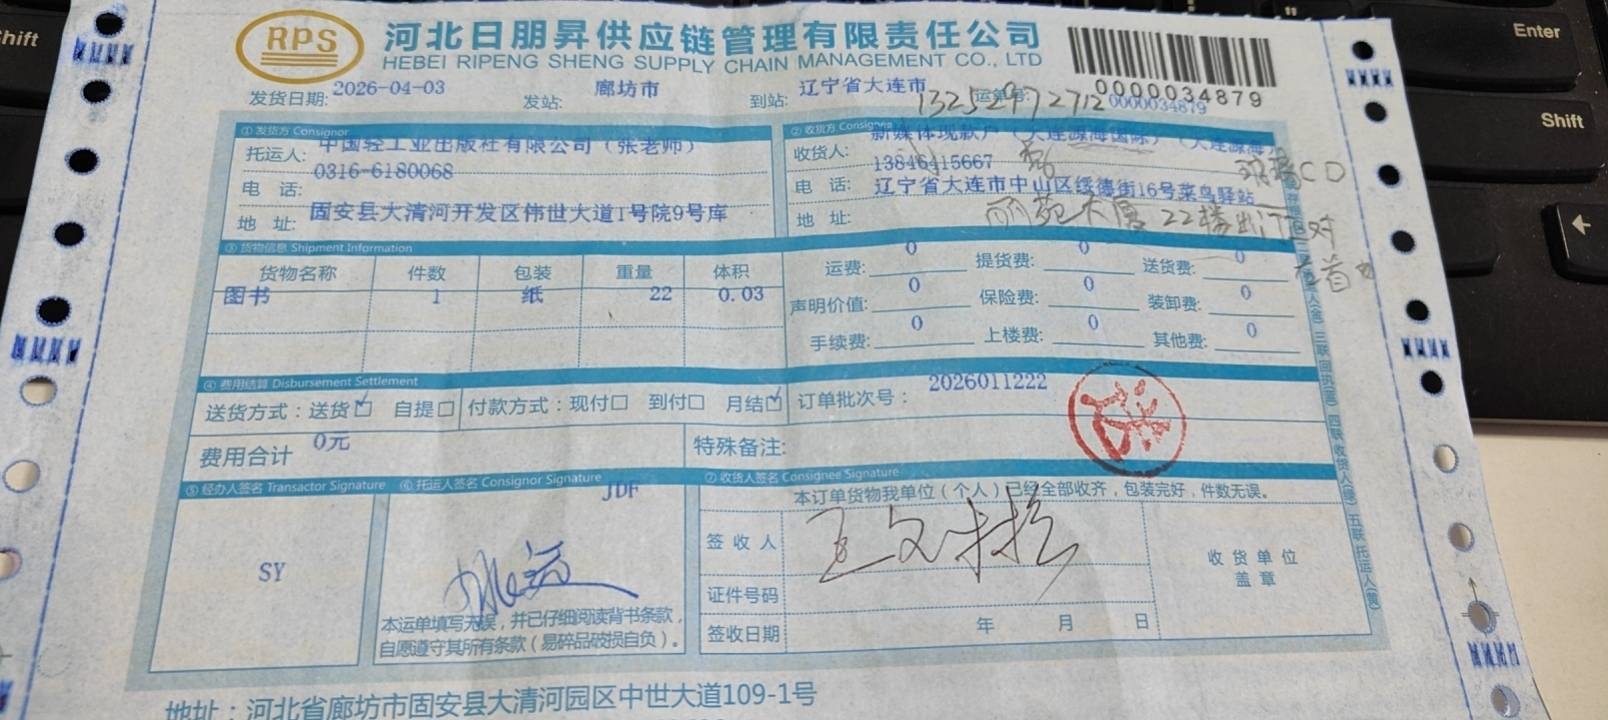 RPS
河北日朋昇供应链管理有限责任公司
HEBEI RIPENG SHENG SUPPLY CHAIN MANAGEMENT CO., LTD
0000034879
发货日期: 2026-04-03 发站: 廊坊市 到站: 辽宁省大连市 运单号: 0000034879
13252972712
① 发货方 Consignor
托运人: 中国轻工业出版社有限公司（张老师）
电 话: 0316-6180068
地 址: 固安县大清河开发区伟世大道1号院9号库
② 收货方 Consignee
收货人: 新媒体现款户（大连源海国际）（大连源海
13846415667
电 话: 辽宁省大连市中山区绥德街16号菜鸟驿站
地 址:
丽苑大厦 22楼
③ 货物信息 Shipment Information
货物名称 件数 包装 重量 体积
图书 1 纸 22 0.03
运费: 0 提货费: 0 送货费: 0
声明价值: 0 保险费: 0 装卸费: 0
手续费: 0 上楼费: 0 其他费: 0
④ 费用结算 Disbursement Settlement
送货方式：送货☑ 自提☐ 付款方式：现付☐ 到付☐ 月结☑
订单批次号： 2026011222
费用合计 0元
特殊备注:
⑤ 经办人签名 Transactor Signature
SY
⑥ 托运人签名 Consignor Signature
JDF
本运单填写无误，并已仔细阅读背书条款，
自愿遵守其所有条款（易碎品破损自负）。
⑦ 收货人签名 Consignee Signature
本订单货物我单位（个人）已经全部收齐，包装完好，件数无误。
签收人
证件号码
签收日期 年 月 日
收货单位
盖章
地址：河北省廊坊市固安县大清河园区中世大道109-1号
Enter
Shift
Shift